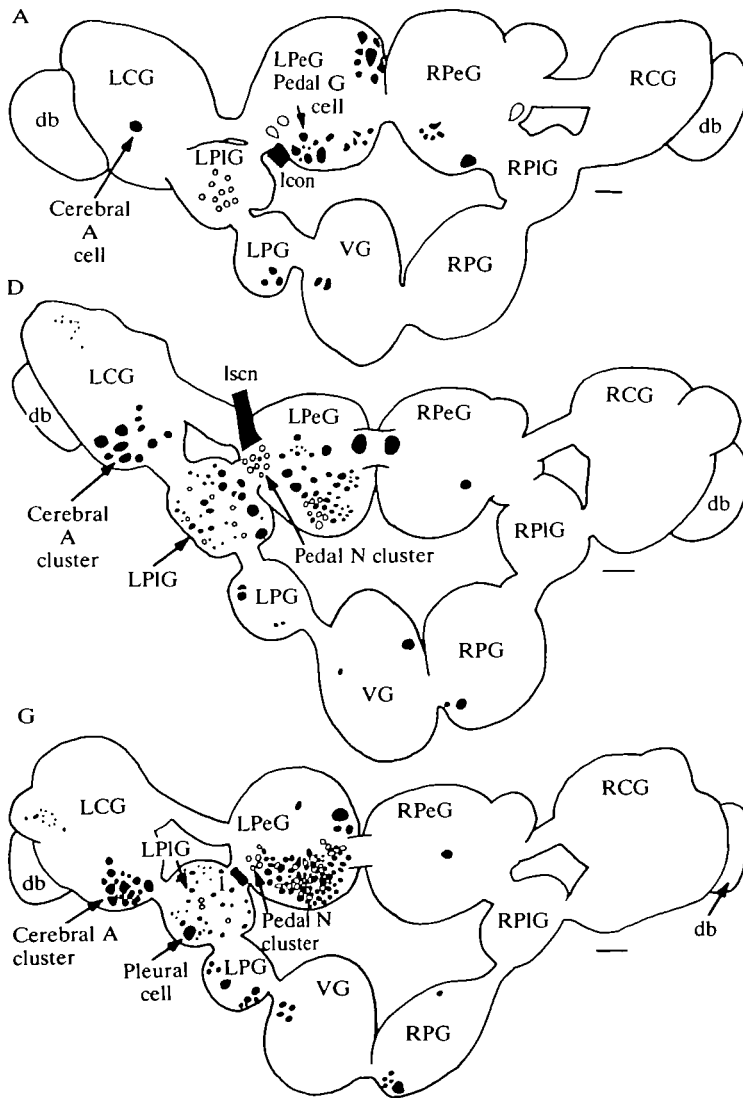 A
LCG
LPeG
Pedal G
cell
RPeG
RCG
db
db
LPlG
Icon
RPlG
Cerebral
A
cell
LPG
VG
RPG
D
LCG
Iscn
LPeG
RPeG
RCG
db
db
Cerebral
A
cluster
LPlG
Pedal N cluster
RPlG
LPG
VG
RPG
G
LCG
LPeG
RPeG
RCG
LPlG
l
db
Pedal N
cluster
RPlG
db
Cerebral A
cluster
Pleural
cell
LPG
VG
RPG